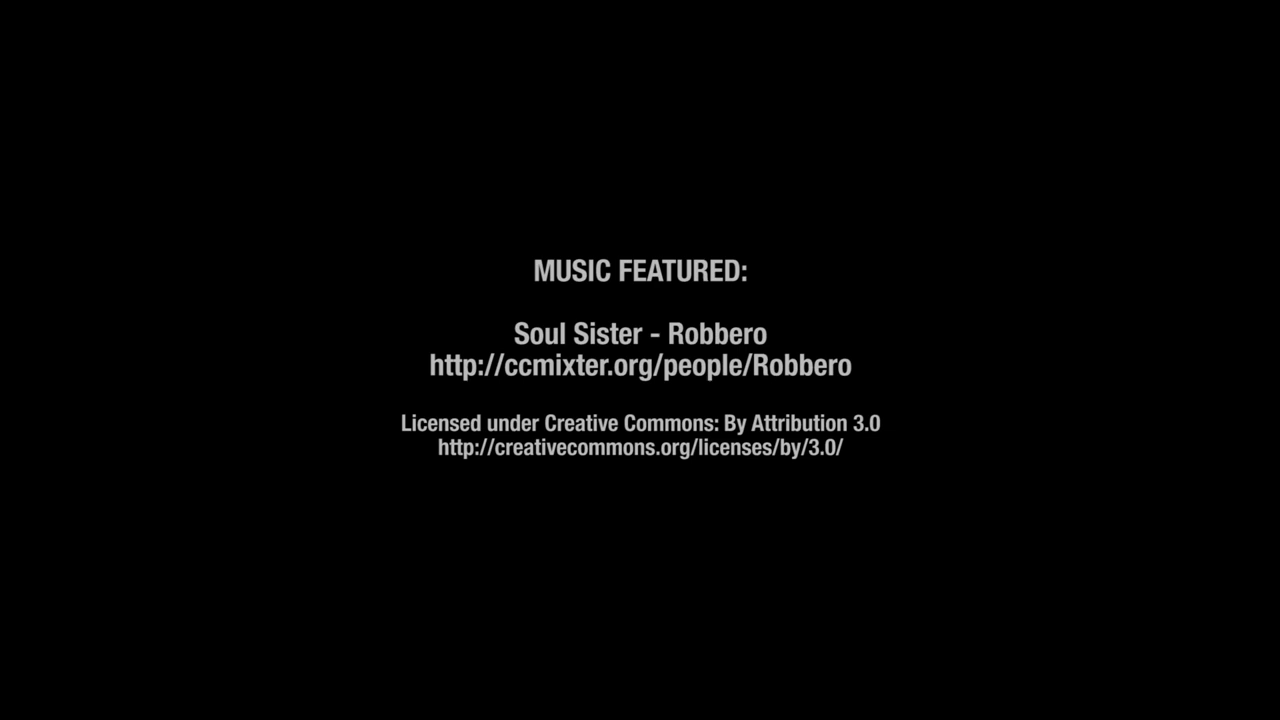 MUSIC FEATURED:
Soul Sister - Robbero
http://ccmixter.org/people/Robbero
Licensed under Creative Commons: By Attribution 3.0
http://creativecommons.org/licenses/by/3.0/